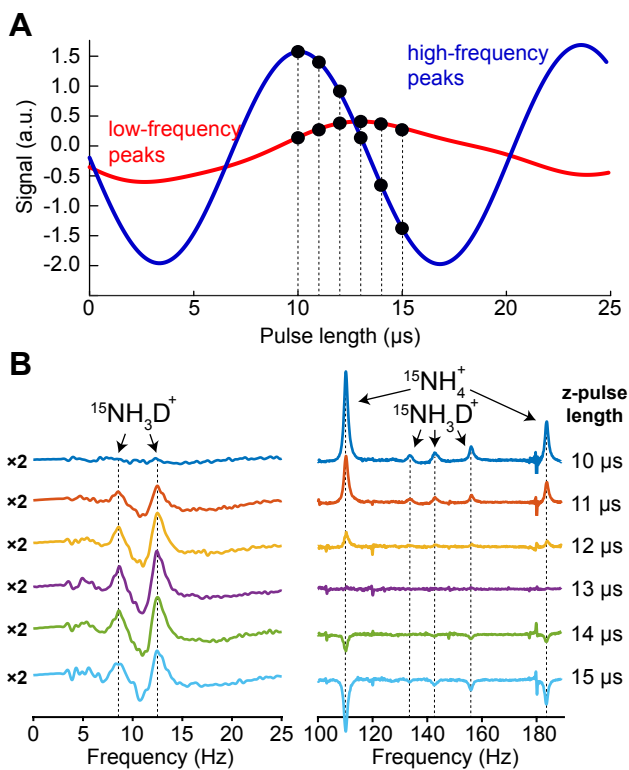 A
high-frequency
peaks
low-frequency
peaks
Signal (a.u.)
1.5
1.0
0.5
0.0
-0.5
-1.0
-1.5
-2.0
0
5
10
15
20
25
Pulse length (µs)
B
¹⁵NH₃D⁺
¹⁵NH₄⁺
¹⁵NH₃D⁺
z-pulse
length
×2
10 µs
×2
11 µs
×2
12 µs
×2
13 µs
×2
14 µs
×2
15 µs
0 5 10 15 20 25
100 120 140 160 180
Frequency (Hz)
Frequency (Hz)